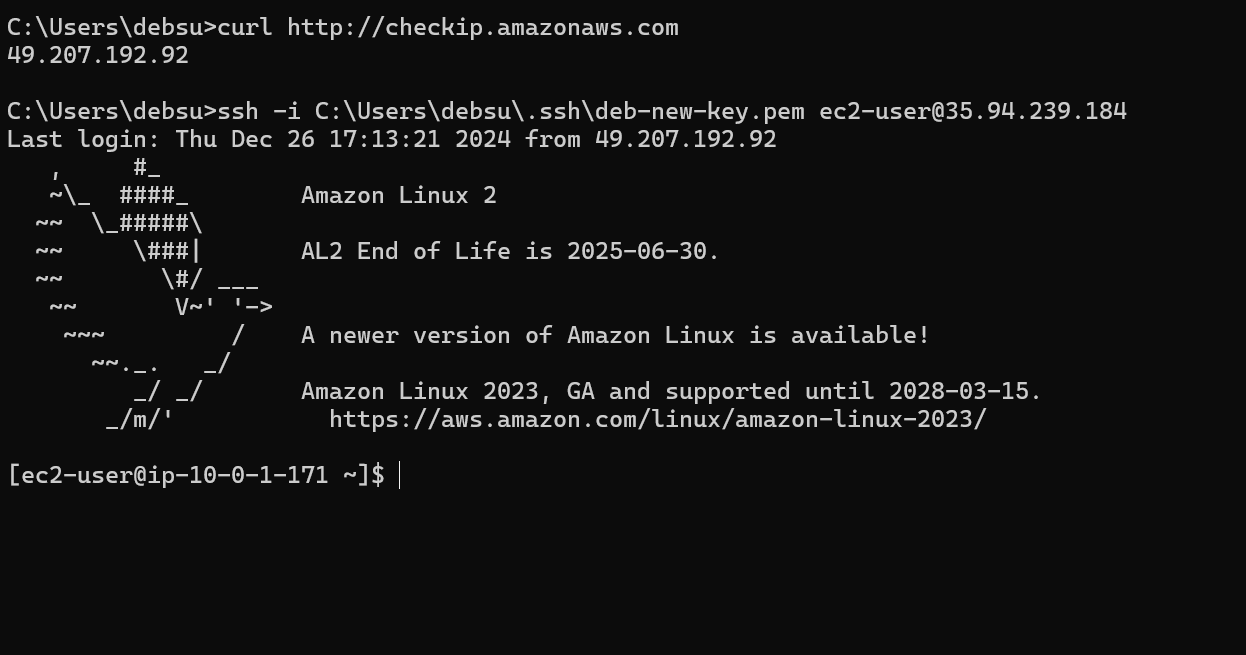 C:\Users\debsu>curl http://checkip.amazonaws.com
49.207.192.92

C:\Users\debsu>ssh -i C:\Users\debsu\.ssh\deb-new-key.pem ec2-user@35.94.239.184
Last login: Thu Dec 26 17:13:21 2024 from 49.207.192.92
   ,     #_
   ~\_  ####_        Amazon Linux 2
  ~~  \_#####\
  ~~     \###|       AL2 End of Life is 2025-06-30.
  ~~       \#/ ___
   ~~       V~' '->
    ~~~         /    A newer version of Amazon Linux is available!
      ~~._.   _/
         _/ _/       Amazon Linux 2023, GA and supported until 2028-03-15.
       _/m/'           https://aws.amazon.com/linux/amazon-linux-2023/

[ec2-user@ip-10-0-1-171 ~]$